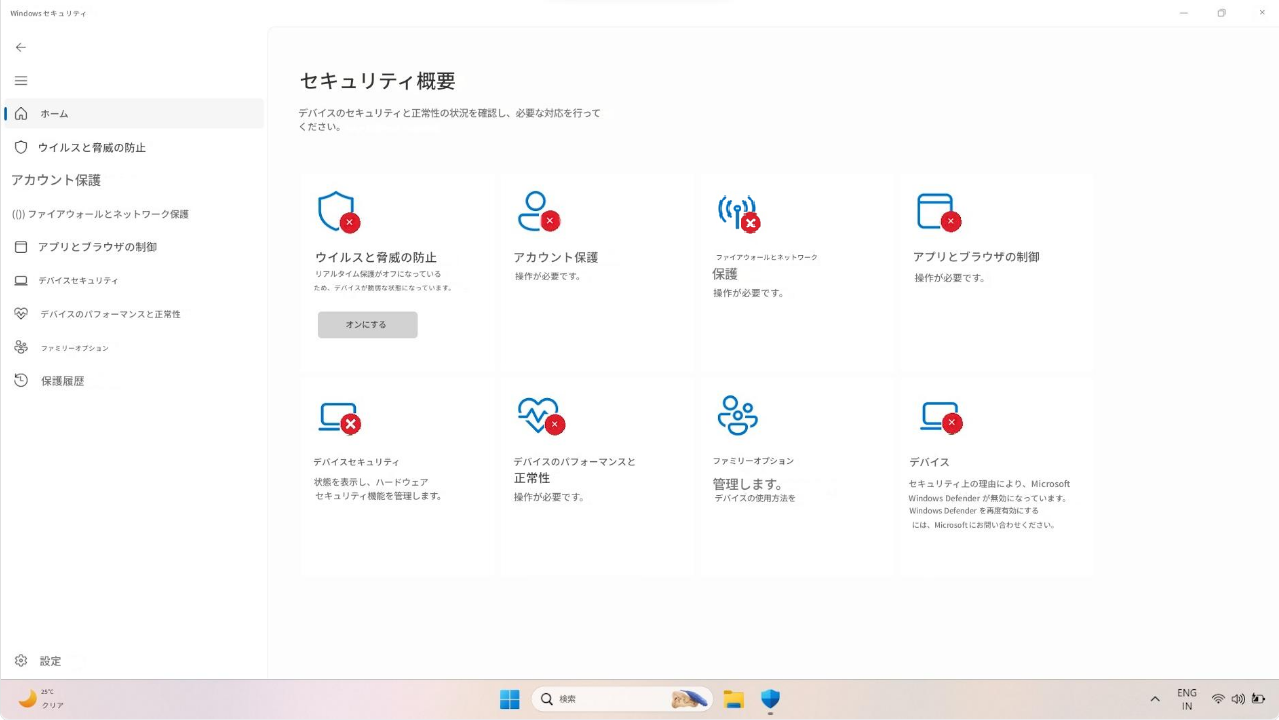 Windows セキュリティ
ホーム
ウイルスと脅威の防止
アカウント保護
ファイアウォールとネットワーク保護
アプリとブラウザの制御
デバイスセキュリティ
デバイスのパフォーマンスと正常性
ファミリーオプション
保護履歴
設定
セキュリティ概要
デバイスのセキュリティと正常性の状況を確認し、必要な対応を行って
ください。
ウイルスと脅威の防止
リアルタイム保護がオフになっている
ため、デバイスが脆弱な状態になっています。
オンにする
アカウント保護
操作が必要です。
ファイアウォールとネットワーク
保護
操作が必要です。
アプリとブラウザの制御
操作が必要です。
デバイスセキュリティ
状態を表示し、ハードウェア
セキュリティ機能を管理します。
デバイスのパフォーマンスと
正常性
操作が必要です。
ファミリーオプション
管理します。
デバイスの使用方法を
デバイス
セキュリティ上の理由により、Microsoft
Windows Defender が無効になっています。
Windows Defender を再度有効にする
には、Microsoftにお問い合わせください。
25℃
クリア
検索
ENG
IN